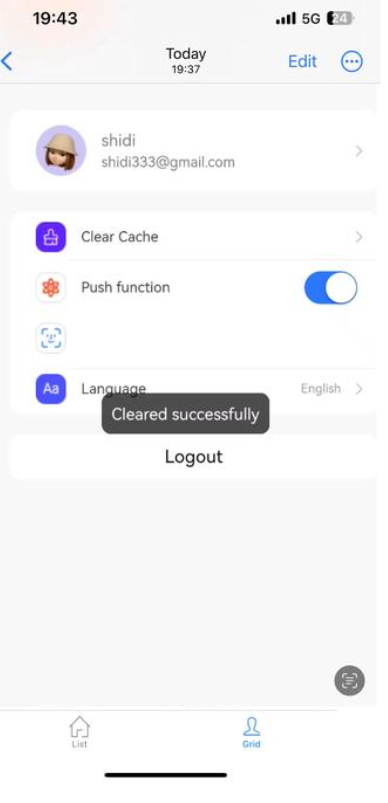 19:43
5G 24
Today
19:37
Edit
shidi
shidi333@gmail.com
Clear Cache
Push function
Aa Language English
Cleared successfully
Logout
List Grid